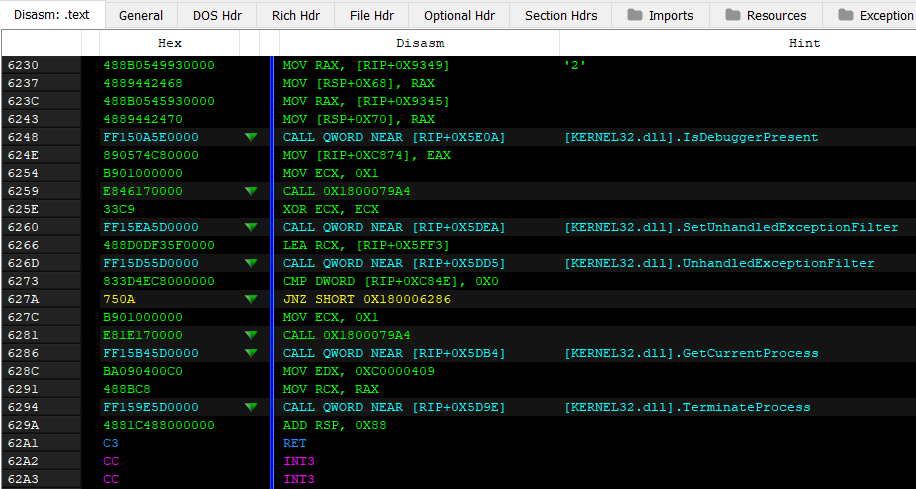 Disasm: .text General DOS Hdr Rich Hdr File Hdr Optional Hdr Section Hdrs Imports Resources Exception
Hex Disasm Hint
6230 488B0549930000 MOV RAX, [RIP+0X9349] '2'
6237 4889442468 MOV [RSP+0X68], RAX
623C 488B0545930000 MOV RAX, [RIP+0X9345]
6243 4889442470 MOV [RSP+0X70], RAX
6248 FF150A5E0000 CALL QWORD NEAR [RIP+0X5E0A] [KERNEL32.dll].IsDebuggerPresent
624E 890574C80000 MOV [RIP+0XC874], EAX
6254 B901000000 MOV ECX, 0X1
6259 E846170000 CALL 0X1800079A4
625E 33C9 XOR ECX, ECX
6260 FF15EA5D0000 CALL QWORD NEAR [RIP+0X5DEA] [KERNEL32.dll].SetUnhandledExceptionFilter
6266 488D0DF35F0000 LEA RCX, [RIP+0X5FF3]
626D FF15D55D0000 CALL QWORD NEAR [RIP+0X5DD5] [KERNEL32.dll].UnhandledExceptionFilter
6273 833D4EC8000000 CMP DWORD [RIP+0XC84E], 0X0
627A 750A JNZ SHORT 0X180006286
627C B901000000 MOV ECX, 0X1
6281 E81E170000 CALL 0X1800079A4
6286 FF15B45D0000 CALL QWORD NEAR [RIP+0X5DB4] [KERNEL32.dll].GetCurrentProcess
628C BA090400C0 MOV EDX, 0XC0000409
6291 488BC8 MOV RCX, RAX
6294 FF159E5D0000 CALL QWORD NEAR [RIP+0X5D9E] [KERNEL32.dll].TerminateProcess
629A 4881C488000000 ADD RSP, 0X88
62A1 C3 RET
62A2 CC INT3
62A3 CC INT3